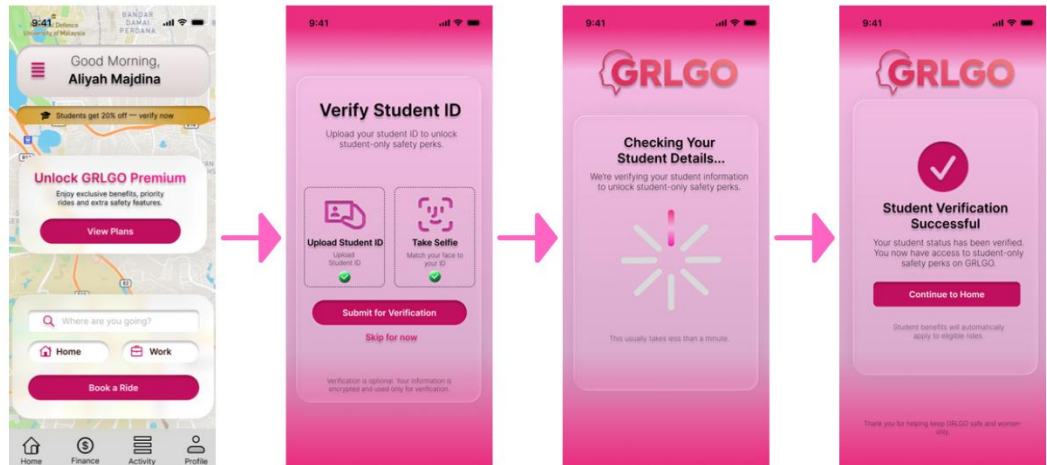 BANDAR
DAMAI
PERDANA
9:41
Defence
University of Malaysia
Good Morning,
Aliyah Majdina
Students get 20% off — verify now
Unlock GRLGO Premium
Enjoy exclusive benefits, priority
rides and extra safety features.
View Plans
Where are you going?
Home
Work
Book a Ride
Home
Finance
Activity
Profile
9:41
Verify Student ID
Upload your student ID to unlock
student-only safety perks.
Upload Student ID
Upload
Student ID
Take Selfie
Match your face to
your ID
Submit for Verification
Skip for now
Verification is optional. Your information is
encrypted and used only for verification.
9:41
GRLGO
Checking Your
Student Details...
We're verifying your student information
to unlock student-only safety perks.
This usually takes less than a minute.
9:41
GRLGO
Student Verification
Successful
Your student status has been verified.
You now have access to student-only
safety perks on GRLGO.
Continue to Home
Student benefits will automatically
apply to eligible rides.
Thank you for helping keep GRLGO safe and women-
only.